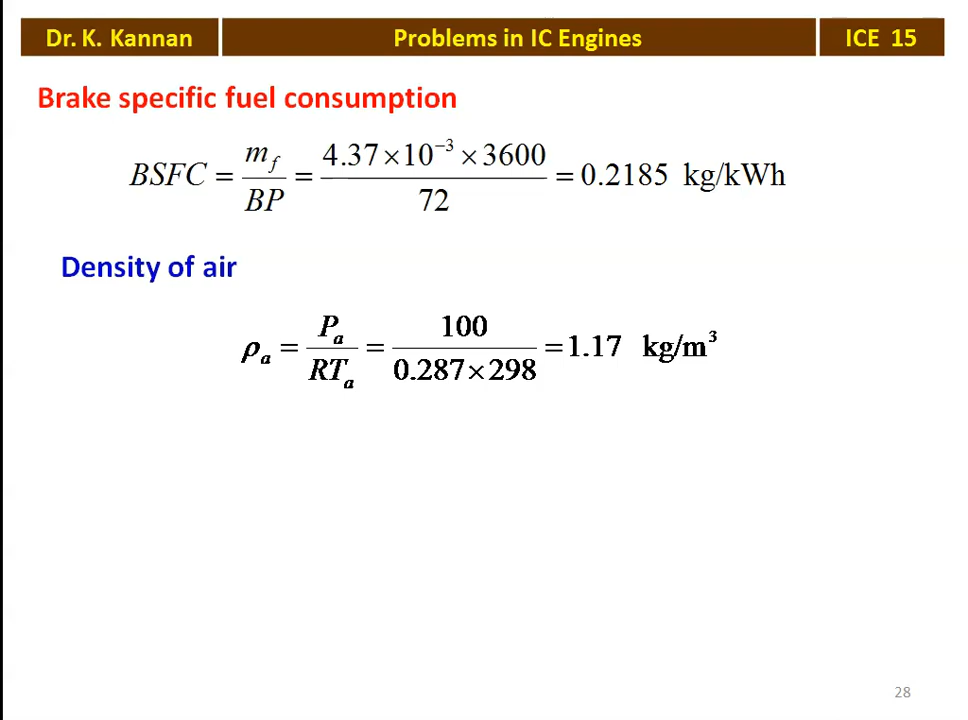 Dr. K. Kannan Problems in IC Engines ICE 15
Brake specific fuel consumption
BSFC = m_f / BP = 4.37×10⁻³×3600 / 72 = 0.2185 kg/kWh
Density of air
ρ_a = P_a / RT_a = 100 / 0.287×298 = 1.17 kg/m³
28